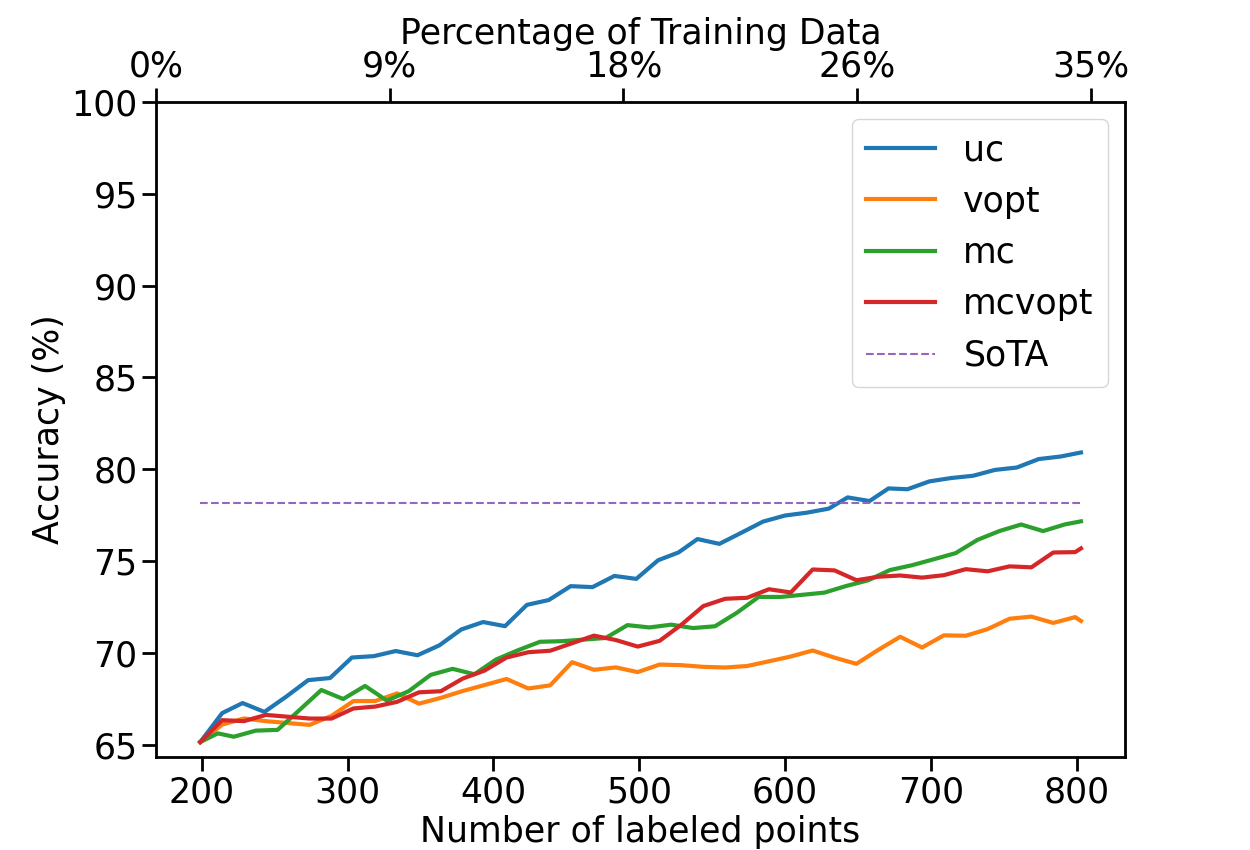 Percentage of Training Data
0% 9% 18% 26% 35%
100
95
90
85
80
75
70
65
Accuracy (%)
uc
vopt
mc
mcvopt
SoTA
200 300 400 500 600 700 800
Number of labeled points